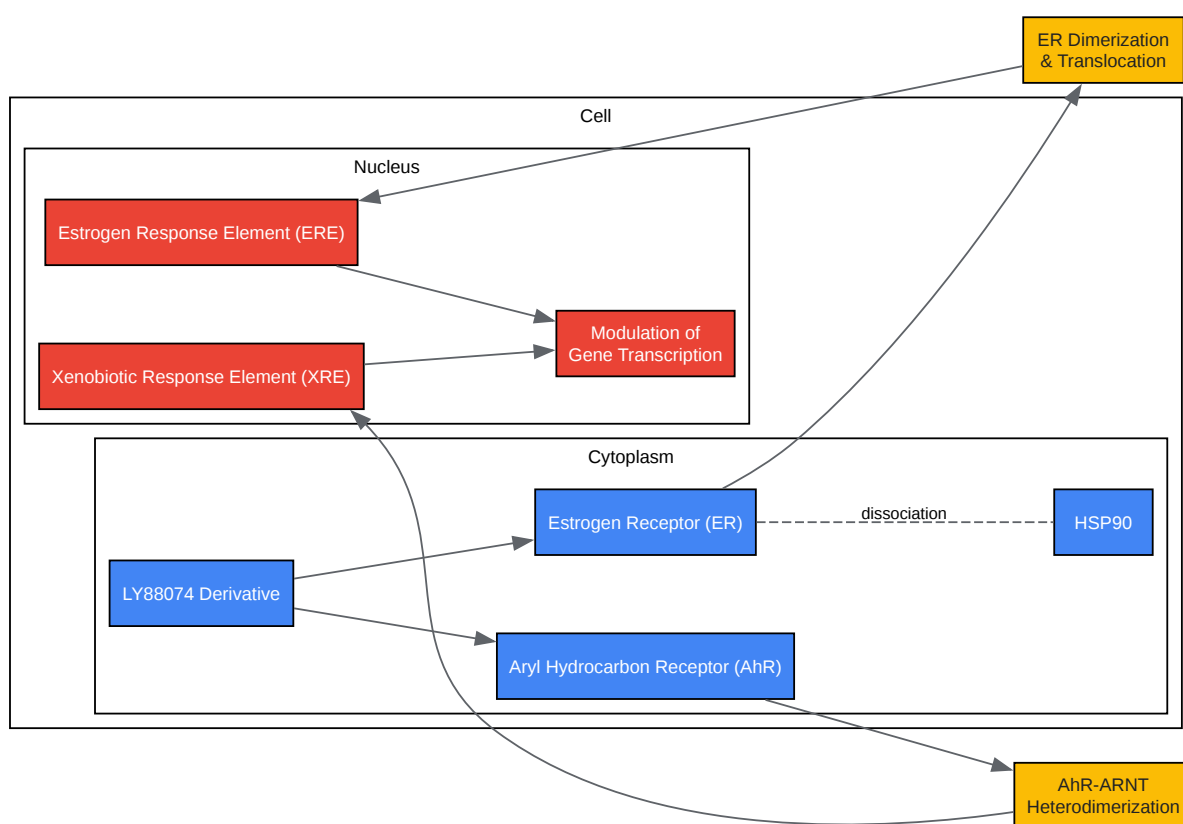 ER Dimerization
& Translocation
Cell
Nucleus
Estrogen Response Element (ERE)
Modulation of
Gene Transcription
Xenobiotic Response Element (XRE)
Cytoplasm
Estrogen Receptor (ER)
dissociation
HSP90
LY88074 Derivative
Aryl Hydrocarbon Receptor (AhR)
AhR-ARNT
Heterodimerization